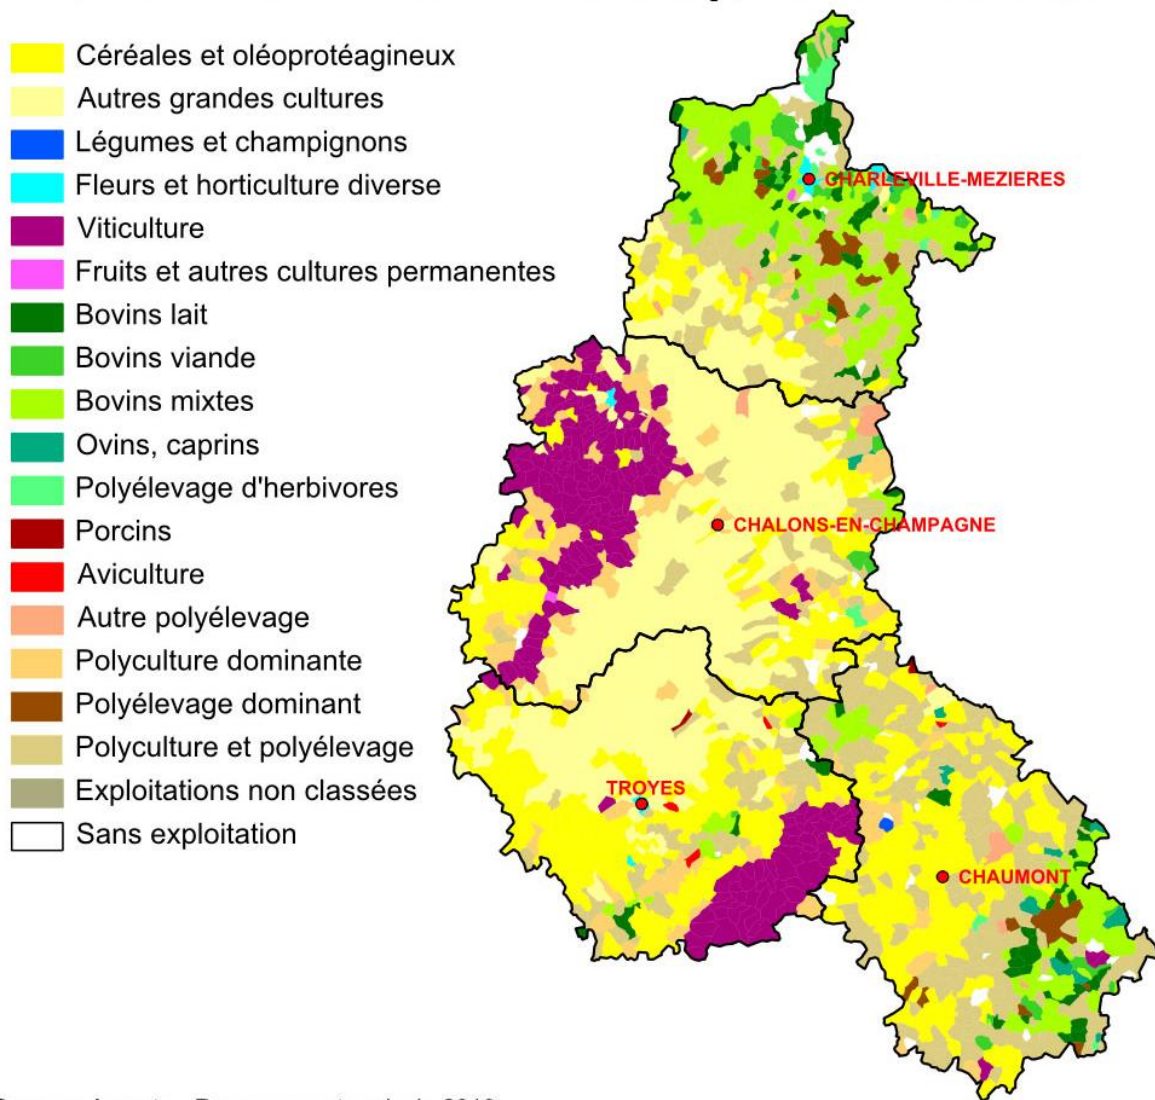 Céréales et oléoprotéagineux
Autres grandes cultures
Légumes et champignons
Fleurs et horticulture diverse
Viticulture
Fruits et autres cultures permanentes
Bovins lait
Bovins viande
Bovins mixtes
Ovins, caprins
Polyélevage d'herbivores
Porcins
Aviculture
Autre polyélevage
Polyculture dominante
Polyélevage dominant
Polyculture et polyélevage
Exploitations non classées
Sans exploitation
CHARLEVILLE-MEZIERES
CHALONS-EN-CHAMPAGNE
TROYES
CHAUMONT